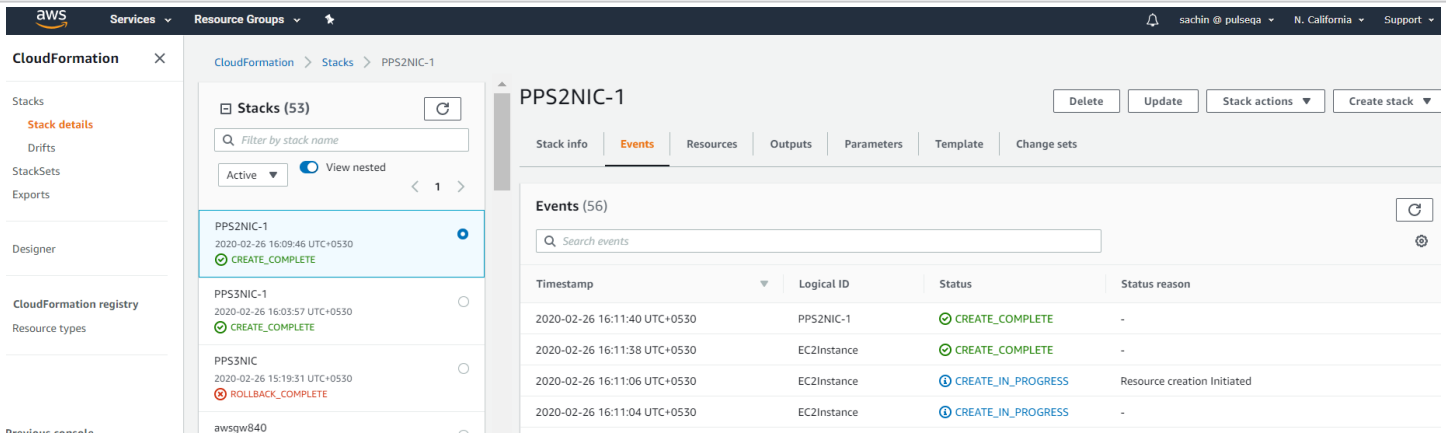 aws Services Resource Groups sachin @ pulseqa N. California Support
CloudFormation
Stacks
Stack details
Drifts
StackSets
Exports
Designer
CloudFormation registry
Resource types
Previous console
CloudFormation > Stacks > PPS2NIC-1
Stacks (53)
Filter by stack name
Active View nested
< 1 >
PPS2NIC-1
2020-02-26 16:09:46 UTC+0530
CREATE_COMPLETE
PPS3NIC-1
2020-02-26 16:03:57 UTC+0530
CREATE_COMPLETE
PPS3NIC
2020-02-26 15:19:31 UTC+0530
ROLLBACK_COMPLETE
awsgw840
PPS2NIC-1
Delete Update Stack actions Create stack
Stack info Events Resources Outputs Parameters Template Change sets
Events (56)
Search events
Timestamp Logical ID Status Status reason
2020-02-26 16:11:40 UTC+0530 PPS2NIC-1 CREATE_COMPLETE -
2020-02-26 16:11:38 UTC+0530 EC2Instance CREATE_COMPLETE -
2020-02-26 16:11:06 UTC+0530 EC2Instance CREATE_IN_PROGRESS Resource creation Initiated
2020-02-26 16:11:04 UTC+0530 EC2Instance CREATE_IN_PROGRESS -